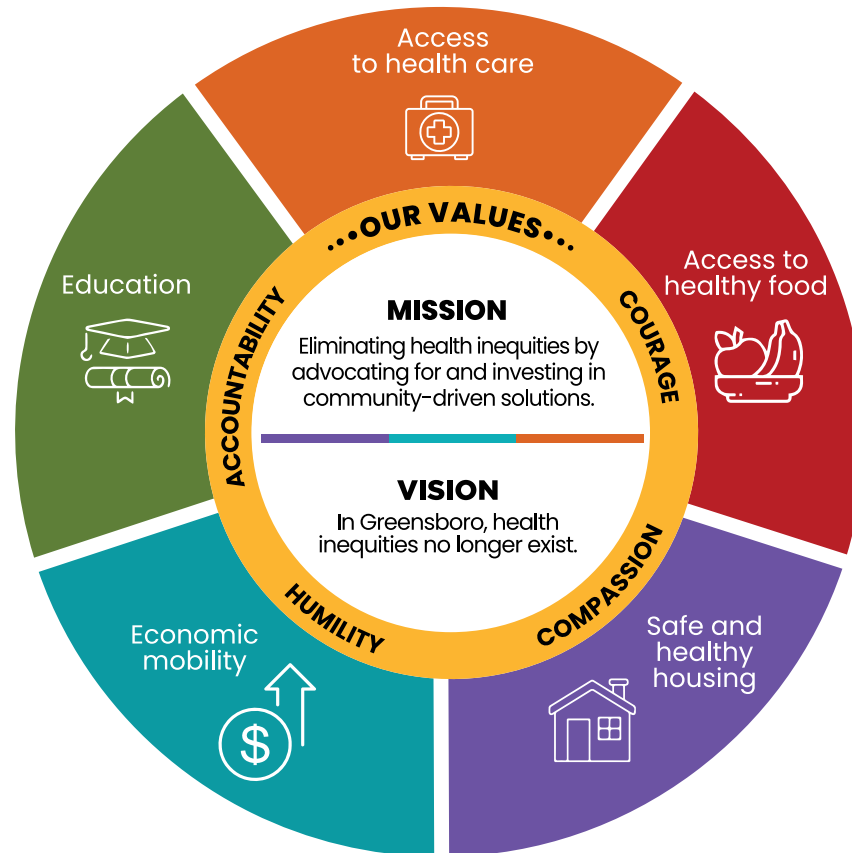 Access
to health care
Access to
healthy food
Safe and
healthy
housing
Economic
mobility
$
Education
...OUR VALUES...
COURAGE
COMPASSION
HUMILITY
ACCOUNTABILITY
MISSION
Eliminating health inequities by
advocating for and investing in
community-driven solutions.
VISION
In Greensboro, health
inequities no longer exist.